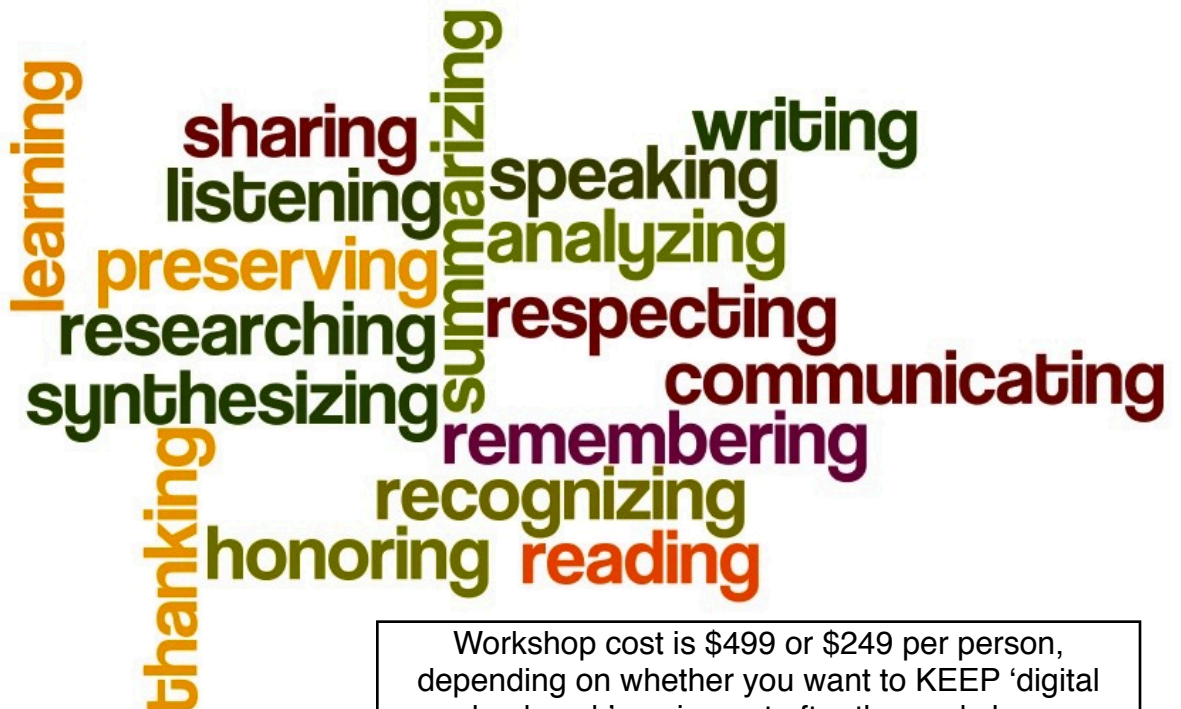 learning
summarizing
sharing
writing
listening
speaking
preserving
analyzing
researching
respecting
synthesizing
communicating
remembering
thanking
recognizing
honoring
reading
Workshop cost is $499 or $249 per person,
depending on whether you want to KEEP ‘digital